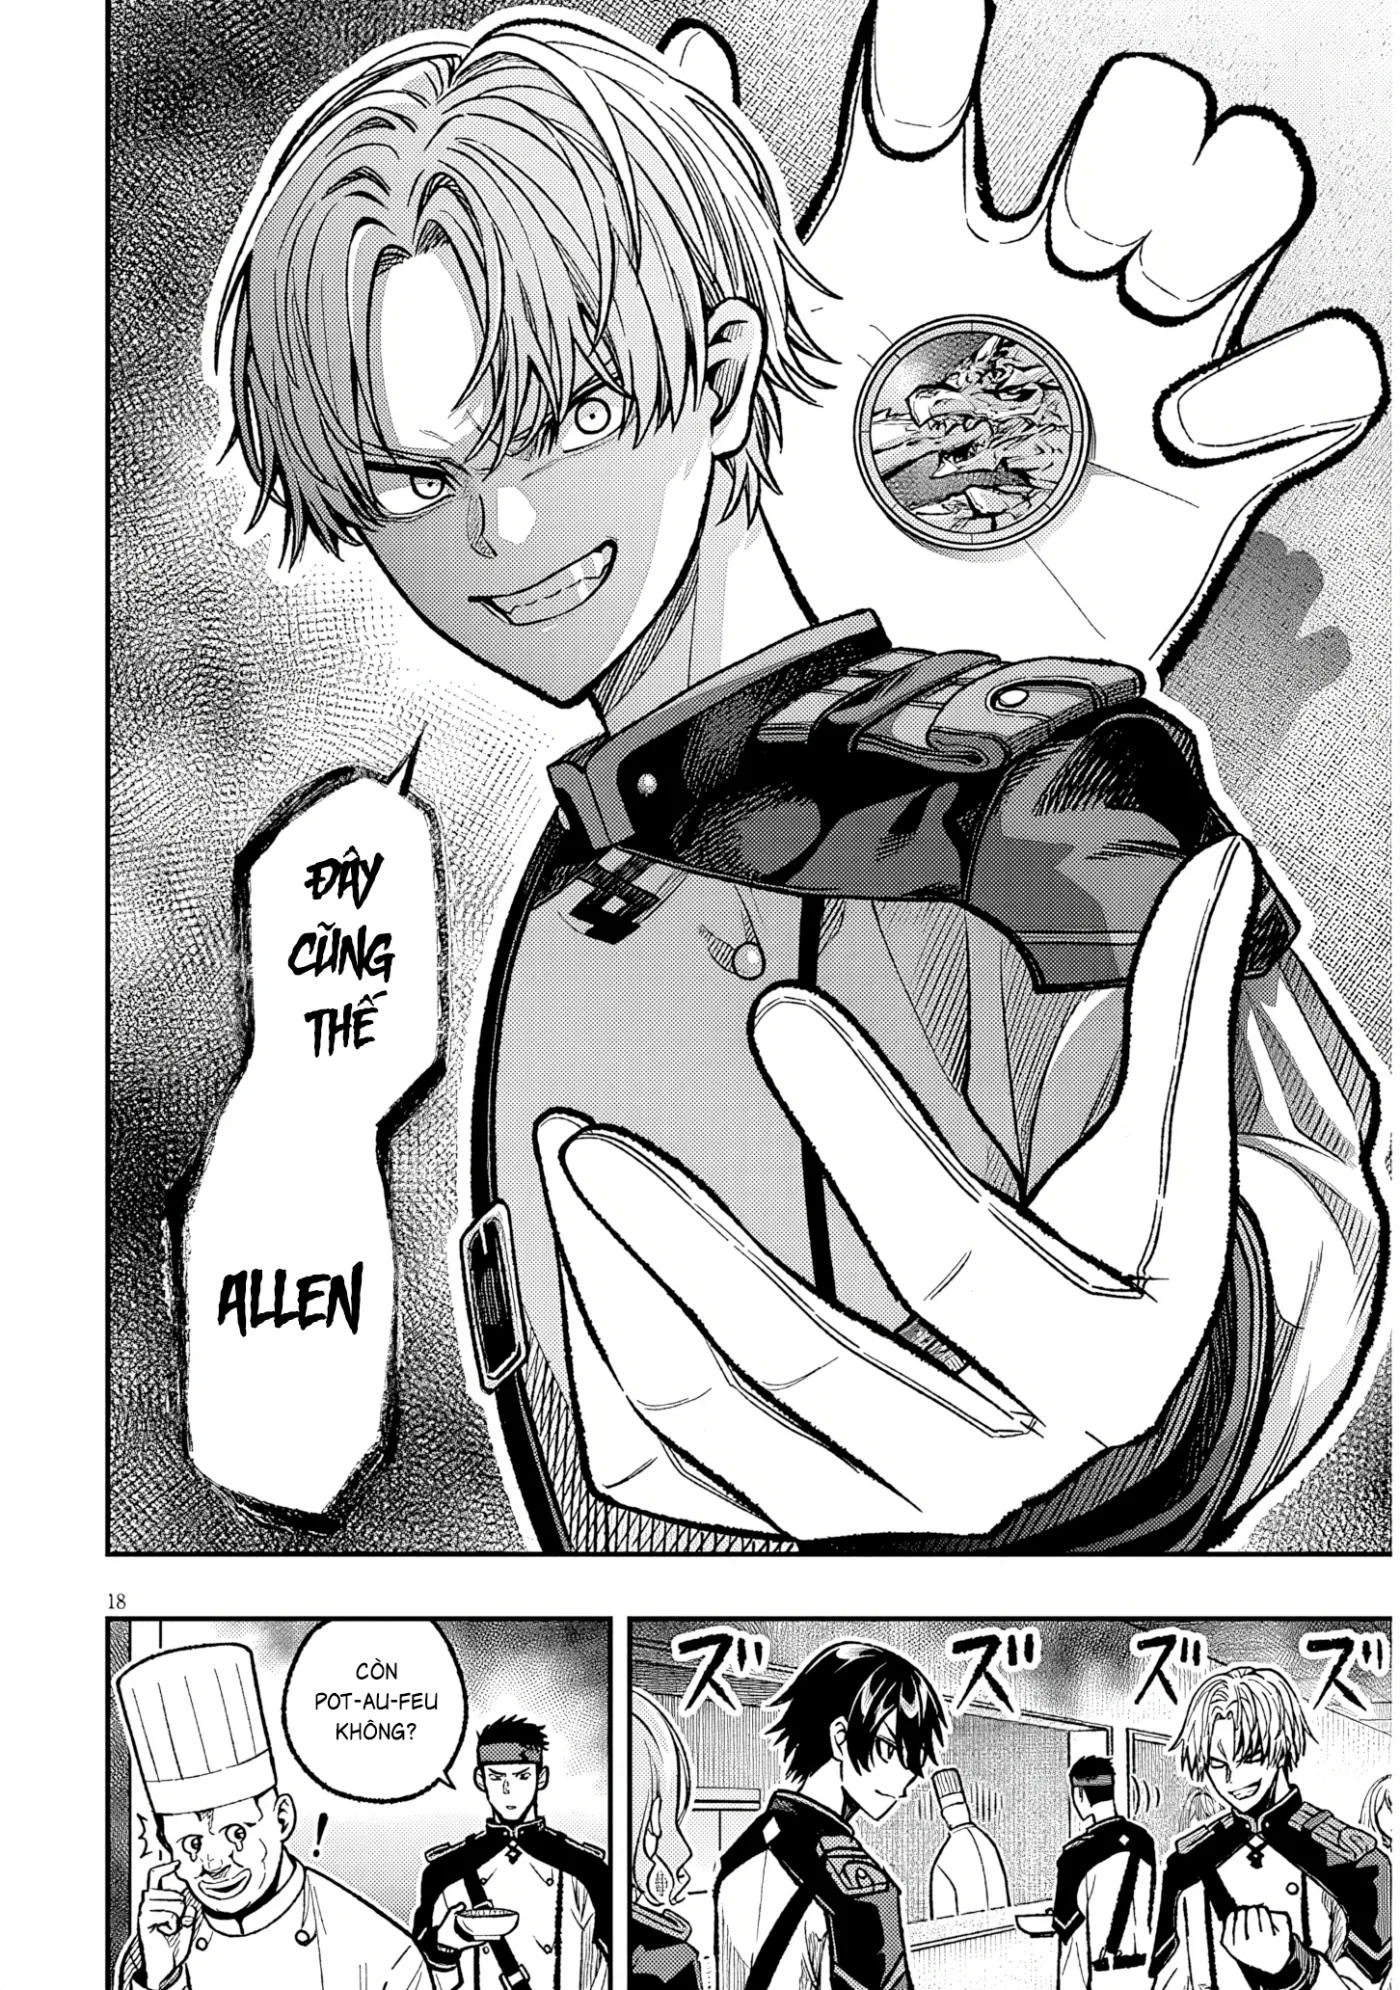 ĐÂY
CŨNG
THẾ
ALLEN
18
CÒN
POT-AU-FEU
KHÔNG?
!
ズ ズ ズ ズ